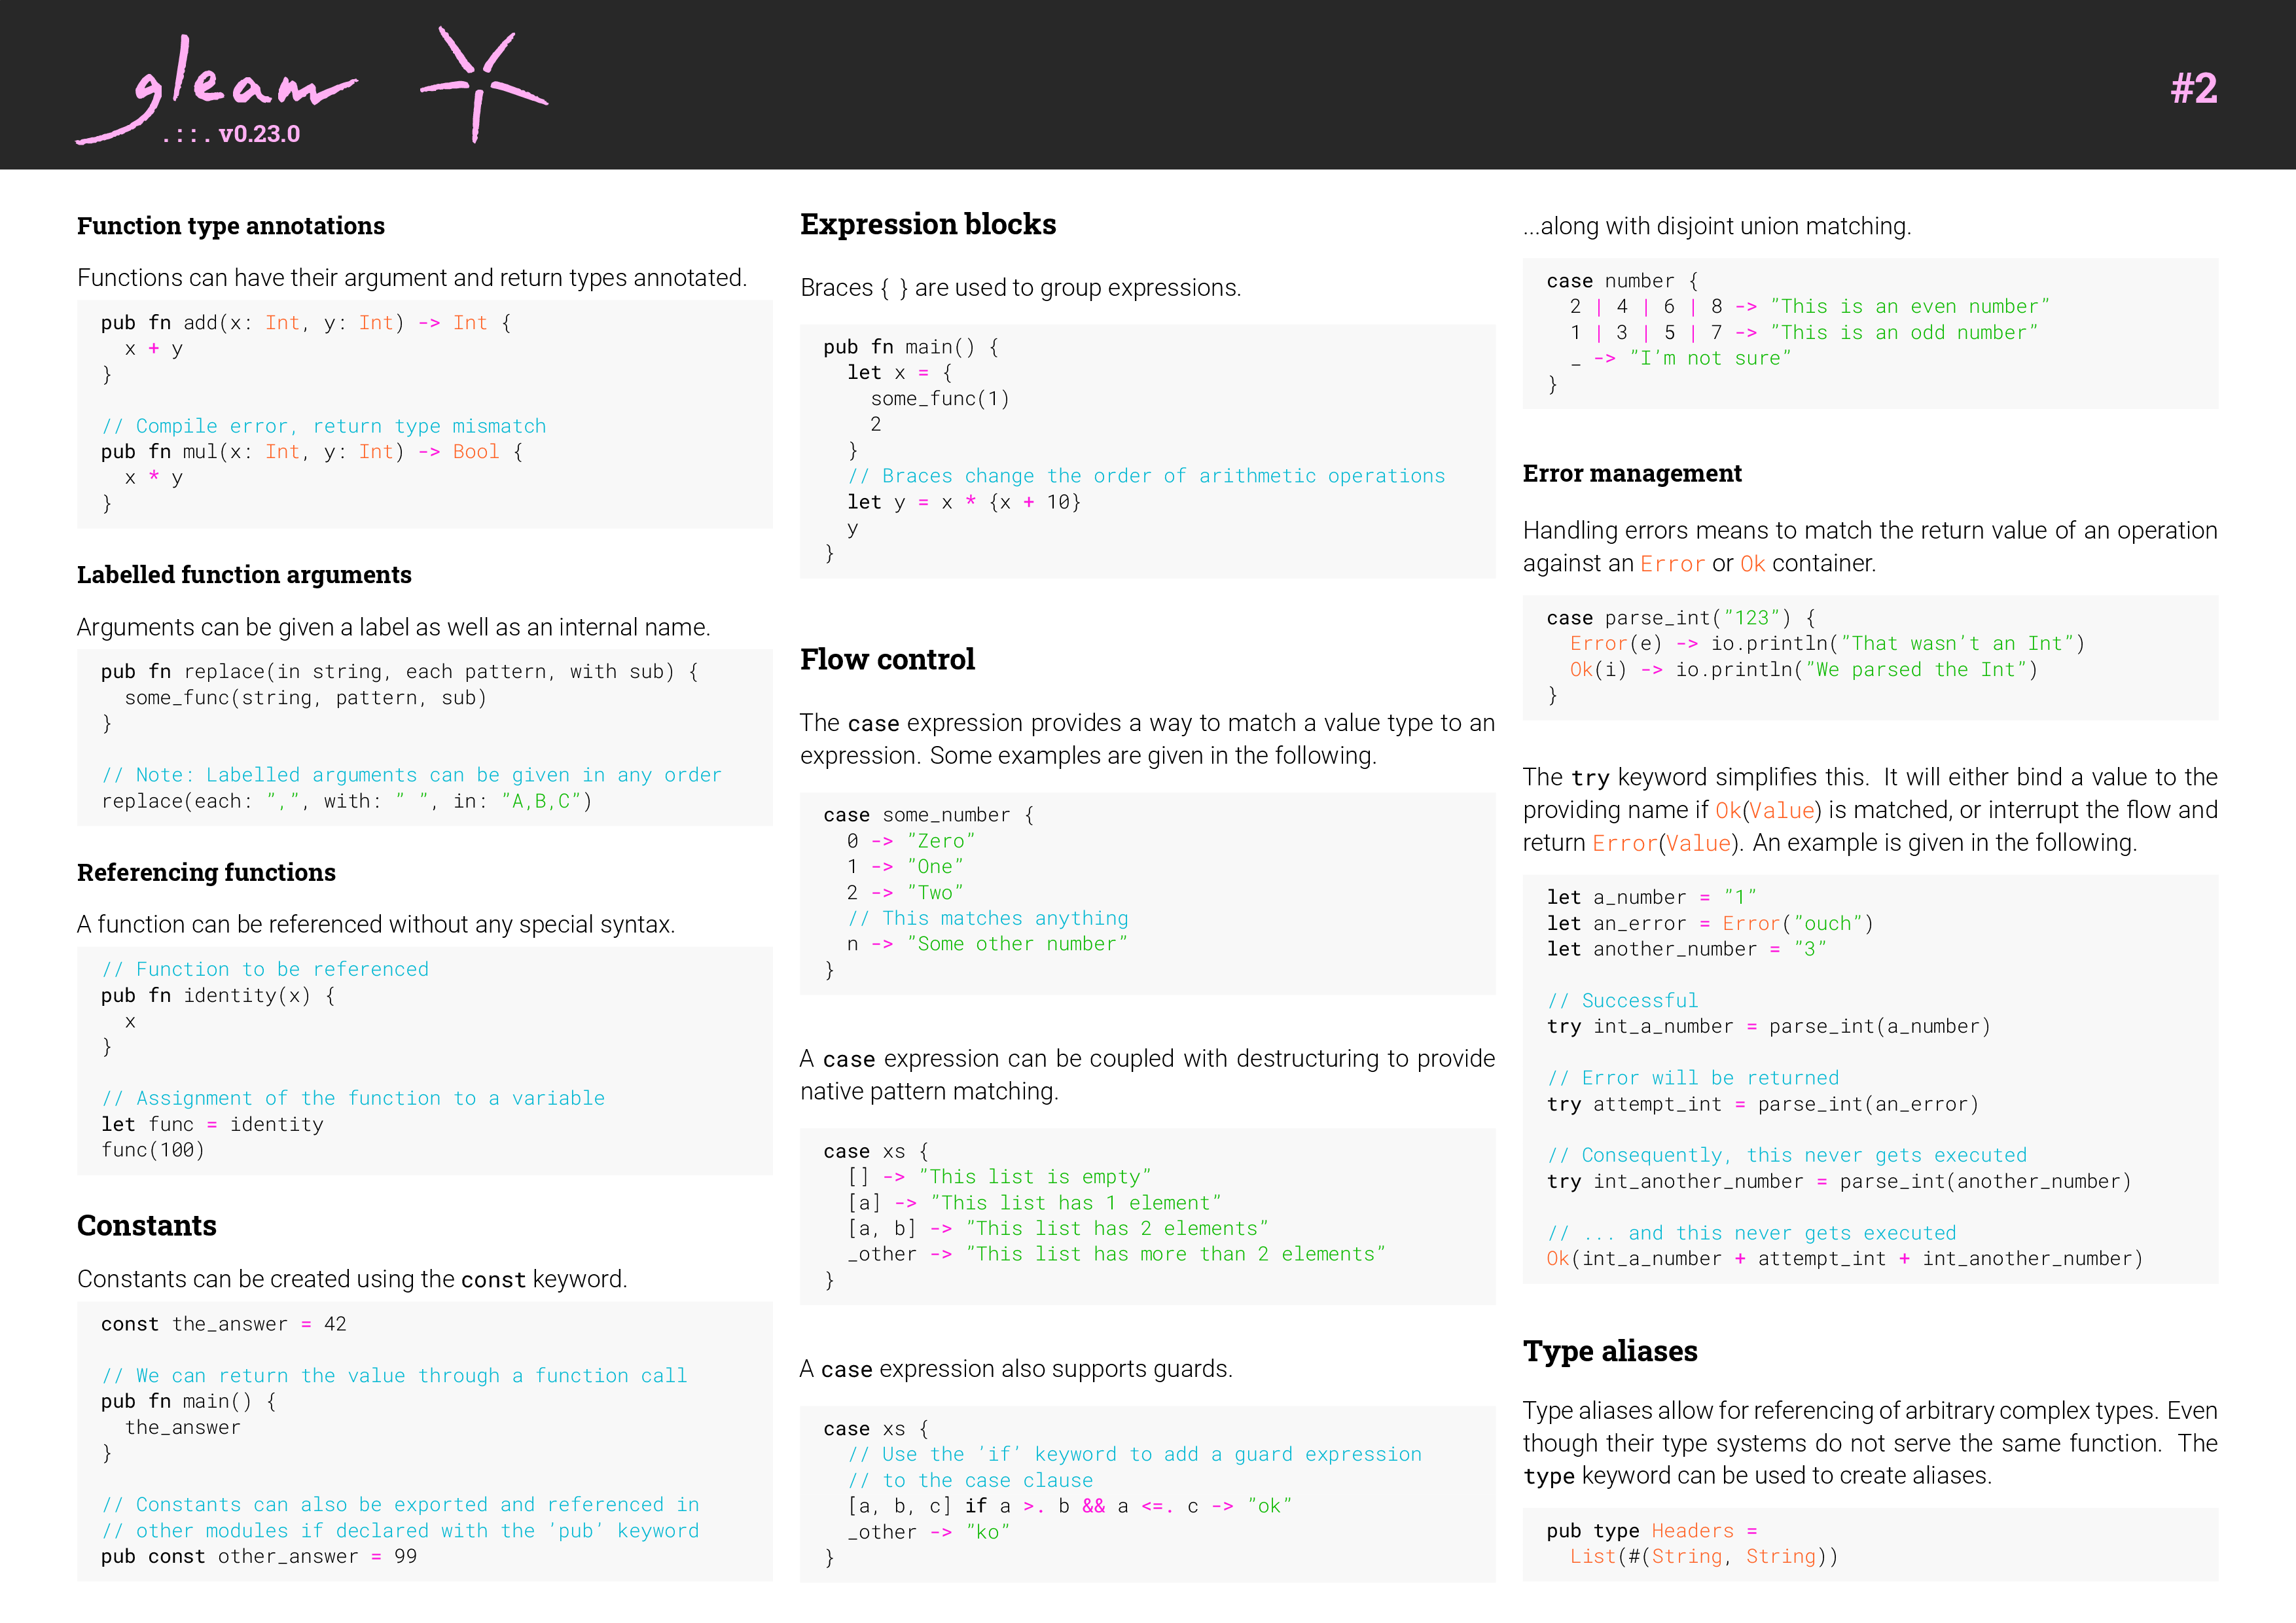 gleam
.::. v0.23.0
#2
Function type annotations
Functions can have their argument and return types annotated.
pub fn add(x: Int, y: Int) -> Int {
  x + y
}
// Compile error, return type mismatch
pub fn mul(x: Int, y: Int) -> Bool {
  x * y
}
Labelled function arguments
Arguments can be given a label as well as an internal name.
pub fn replace(in string, each pattern, with sub) {
  some_func(string, pattern, sub)
}
// Note: Labelled arguments can be given in any order
replace(each: ",", with: " ", in: "A,B,C")
Referencing functions
A function can be referenced without any special syntax.
// Function to be referenced
pub fn identity(x) {
  x
}
// Assignment of the function to a variable
let func = identity
func(100)
Constants
Constants can be created using the const keyword.
const the_answer = 42
// We can return the value through a function call
pub fn main() {
  the_answer
}
// Constants can also be exported and referenced in
// other modules if declared with the 'pub' keyword
pub const other_answer = 99
Expression blocks
Braces { } are used to group expressions.
pub fn main() {
  let x = {
    some_func(1)
    2
  }
  // Braces change the order of arithmetic operations
  let y = x * {x + 10}
  y
}
Flow control
The case expression provides a way to match a value type to an
expression. Some examples are given in the following.
case some_number {
  0 -> "Zero"
  1 -> "One"
  2 -> "Two"
  // This matches anything
  n -> "Some other number"
}
A case expression can be coupled with destructuring to provide
native pattern matching.
case xs {
  [] -> "This list is empty"
  [a] -> "This list has 1 element"
  [a, b] -> "This list has 2 elements"
  _other -> "This list has more than 2 elements"
}
A case expression also supports guards.
case xs {
  // Use the 'if' keyword to add a guard expression
  // to the case clause
  [a, b, c] if a >. b && a <=. c -> "ok"
  _other -> "ko"
}
...along with disjoint union matching.
case number {
  2 | 4 | 6 | 8 -> "This is an even number"
  1 | 3 | 5 | 7 -> "This is an odd number"
  _ -> "I'm not sure"
}
Error management
Handling errors means to match the return value of an operation
against an Error or Ok container.
case parse_int("123") {
  Error(e) -> io.println("That wasn't an Int")
  Ok(i) -> io.println("We parsed the Int")
}
The try keyword simplifies this. It will either bind a value to the
providing name if Ok(Value) is matched, or interrupt the flow and
return Error(Value). An example is given in the following.
let a_number = "1"
let an_error = Error("ouch")
let another_number = "3"
// Successful
try int_a_number = parse_int(a_number)
// Error will be returned
try attempt_int = parse_int(an_error)
// Consequently, this never gets executed
try int_another_number = parse_int(another_number)
// ... and this never gets executed
Ok(int_a_number + attempt_int + int_another_number)
Type aliases
Type aliases allow for referencing of arbitrary complex types. Even
though their type systems do not serve the same function. The
type keyword can be used to create aliases.
pub type Headers =
  List(#(String, String))